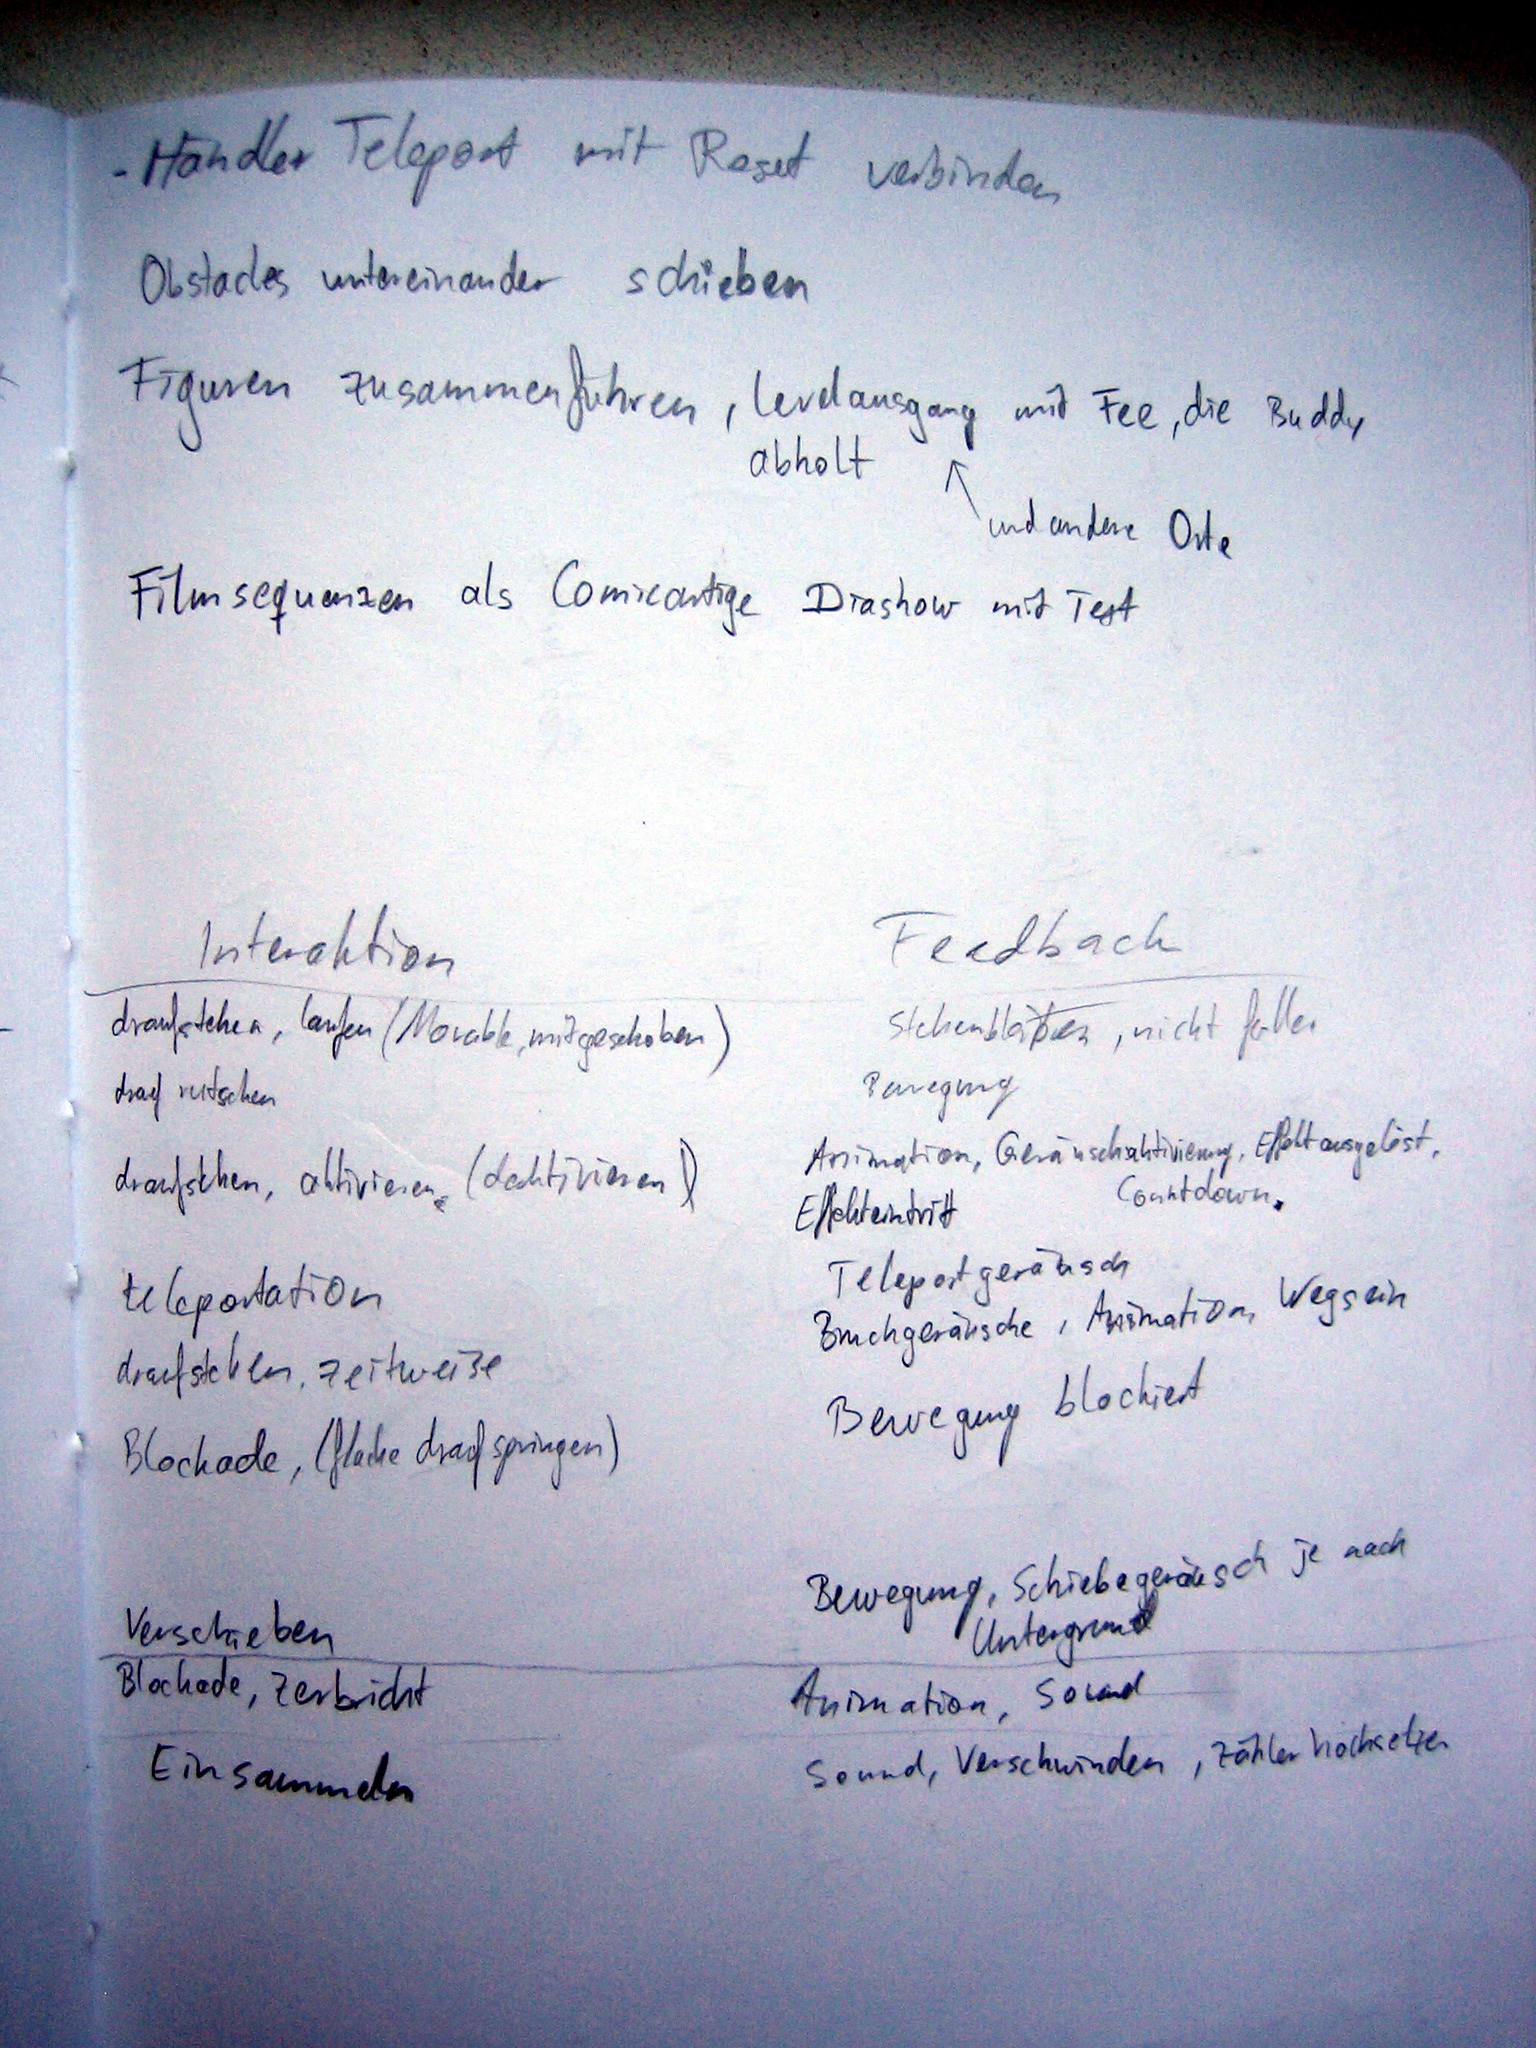 - Händler Teleport mit Reset verbinden
Obstacles untereinander schieben
Figuren zusammenführen, Levelausgang mit Fee, die Buddy
abholt
und andere Orte
Filmsequenzen als Comicartige Diashow mit Text
Interaktion Feedback
draufstehen, laufen (Movable, mitgeschoben) Stehenbleiben, nicht fallen
drauf rutschen Bewegung
draufstehen, aktivieren, (deaktivieren) Animation, Geräuschaktivierung, Effekt ausgelöst,
Effekteintritt Countdown.
teleportation Teleportgeräusch
draufstehen, zeitweise Bruchgeräusche, Animation, Wegsein
Blockade, (drauf springen) Bewegung blockiert
Verschieben Bewegung, Schiebegeräusch je nach
Untergrund
Blockade, Zerbricht Animation, Sound
Einsammeln Sound, Verschwinden, Zähler hochsetzen